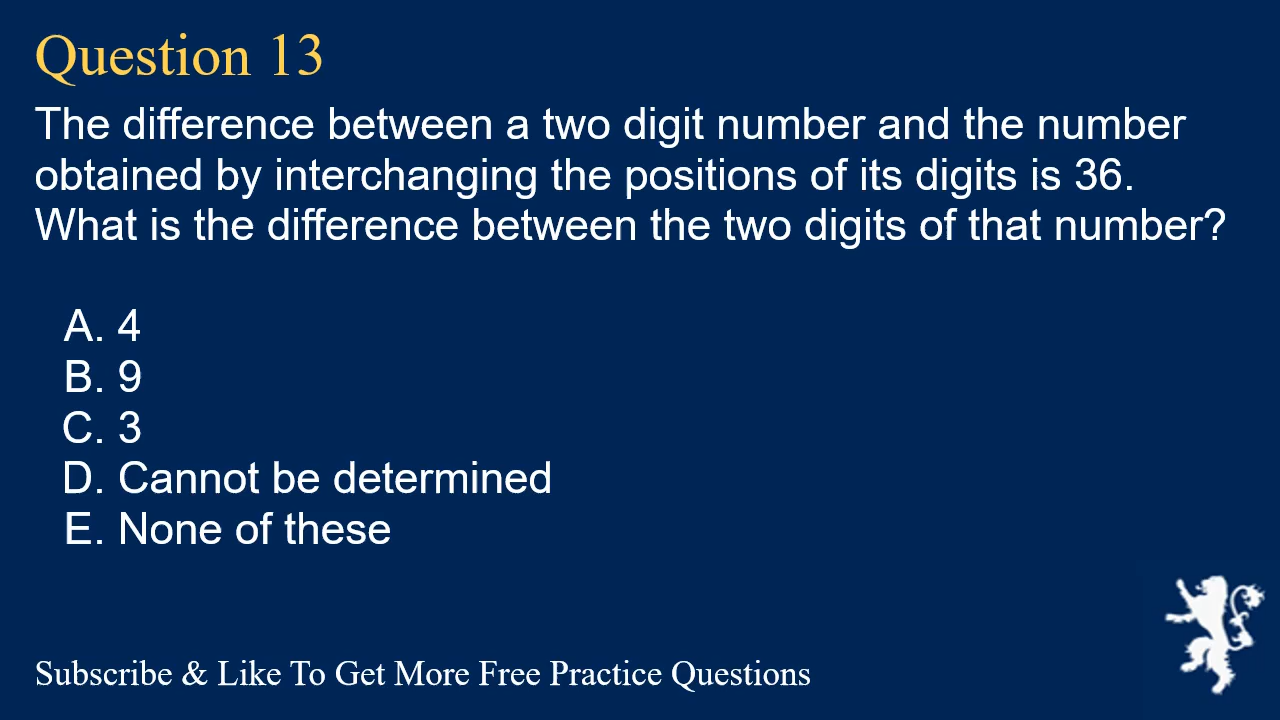 Question 13
The difference between a two digit number and the number
obtained by interchanging the positions of its digits is 36.
What is the difference between the two digits of that number?
A. 4
B. 9
C. 3
D. Cannot be determined
E. None of these
Subscribe & Like To Get More Free Practice Questions